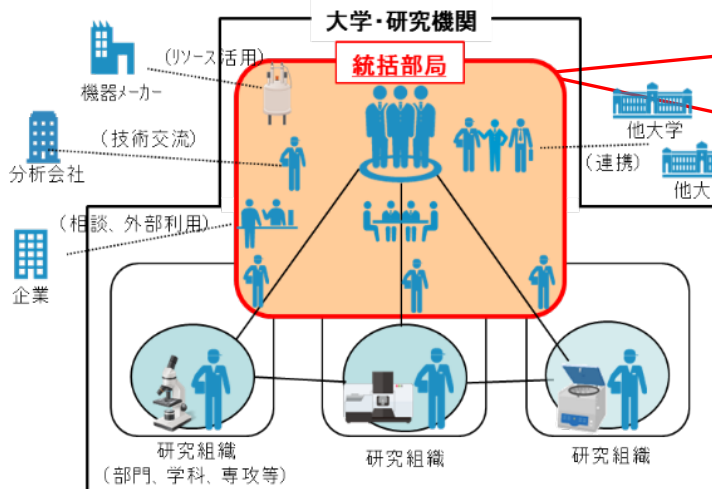 大学・研究機関
統括部局
(リソース活用)
機器メーカー
(技術交流)
分析会社
(相談、外部利用)
企業
他大学
(連携)
他大
研究組織
(部門、学科、専攻等)
研究組織
研究組織